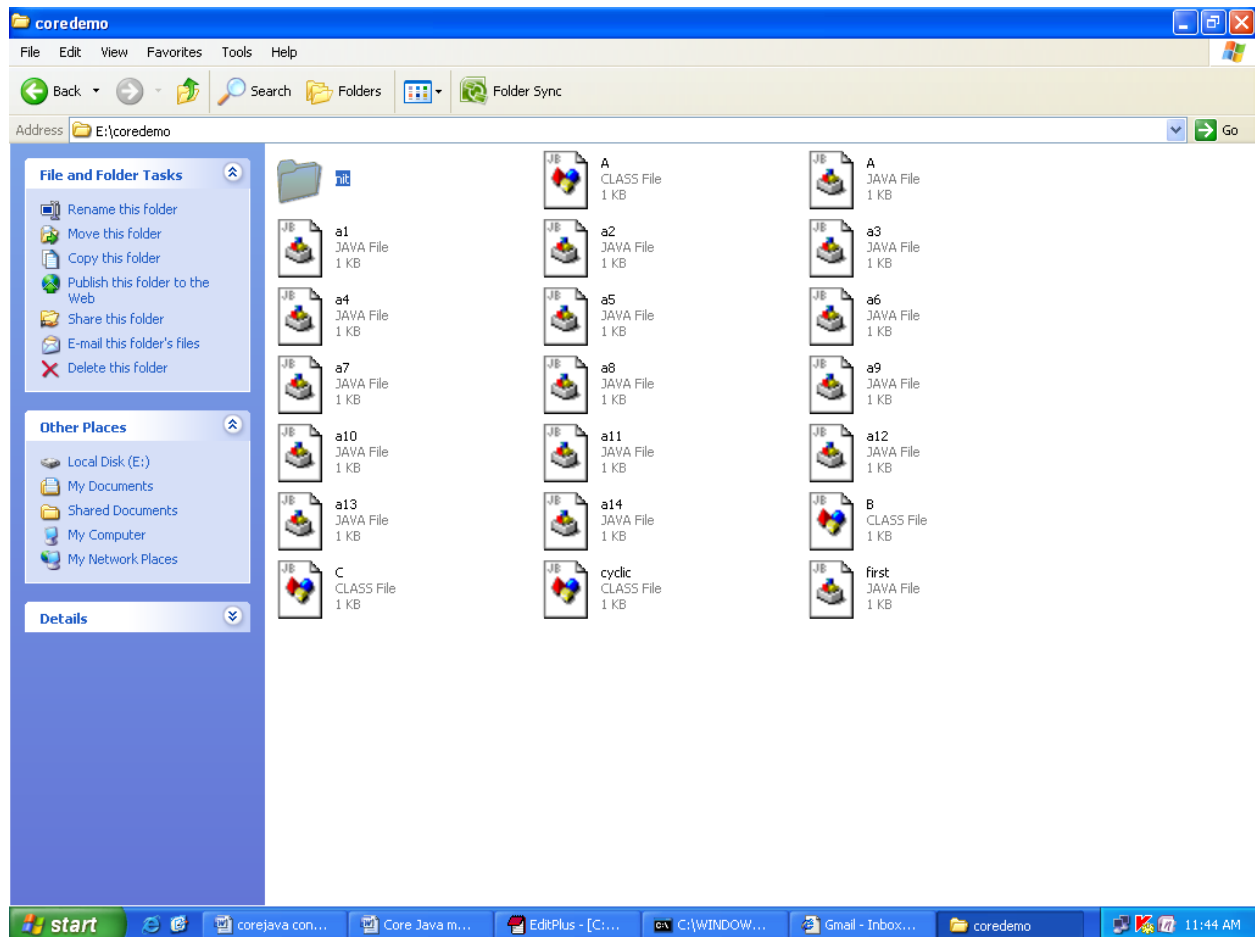 coredemo
File Edit View Favorites Tools Help
Back Search Folders Folder Sync
Address E:\coredemo Go
File and Folder Tasks
Rename this folder
Move this folder
Copy this folder
Publish this folder to the
Web
Share this folder
E-mail this folder's files
Delete this folder
Other Places
Local Disk (E:)
My Documents
Shared Documents
My Computer
My Network Places
Details
nit
A
CLASS File
1 KB
A
JAVA File
1 KB
a1
JAVA File
1 KB
a2
JAVA File
1 KB
a3
JAVA File
1 KB
a4
JAVA File
1 KB
a5
JAVA File
1 KB
a6
JAVA File
1 KB
a7
JAVA File
1 KB
a8
JAVA File
1 KB
a9
JAVA File
1 KB
a10
JAVA File
1 KB
a11
JAVA File
1 KB
a12
JAVA File
1 KB
a13
JAVA File
1 KB
a14
JAVA File
1 KB
B
CLASS File
1 KB
C
CLASS File
1 KB
cyclic
CLASS File
1 KB
first
JAVA File
1 KB
start corejava con... Core Java m... EditPlus - [C:... C:\WINDOW... Gmail - Inbox... coredemo 11:44 AM